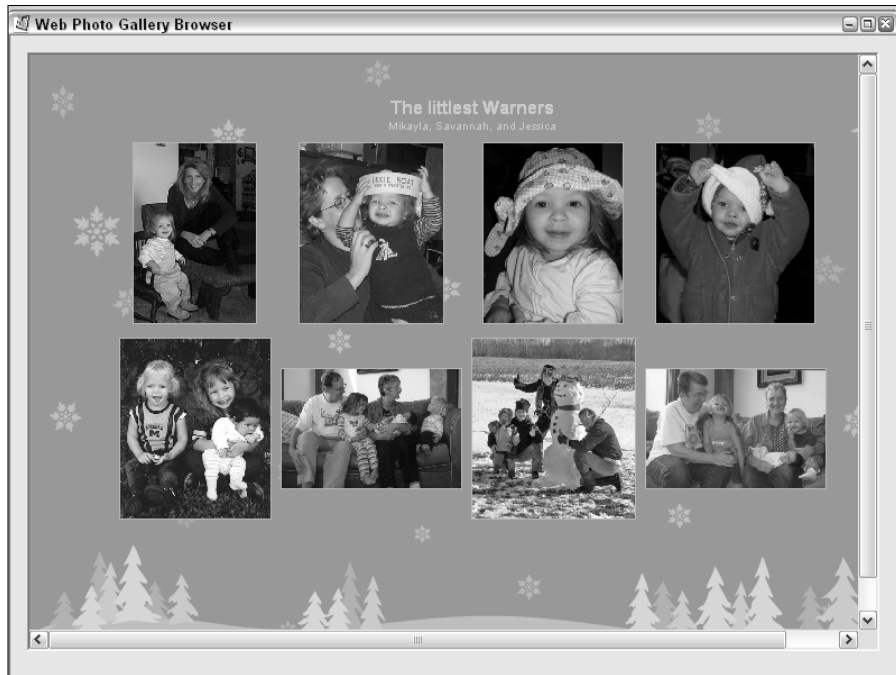 Web Photo Gallery Browser
The littlest Warners
Mikayla, Savannah, and Jessica